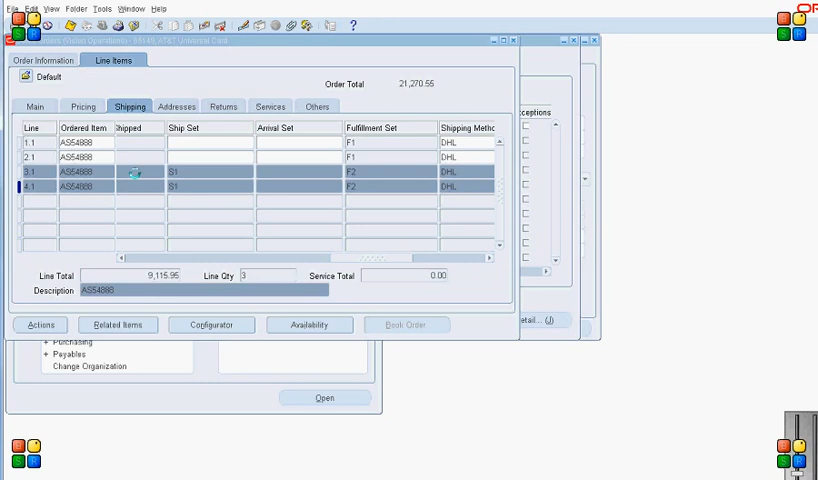 File Edit View Folder Tools Window Help
Order Information Line Items
Default
Order Total 21,270.55
Main Pricing Shipping Addresses Returns Services Others
Line Ordered Item Shipped Ship Set Arrival Set Fulfillment Set Shipping Metho
1.1 AS54888 F1 DHL
2.1 AS54888 F1 DHL
3.1 AS54888 S1 F2 DHL
4.1 AS54888 S1 F2 DHL
Line Total 9,115.95 Line Qty 3 Service Total 0.00
Description AS54888
Actions Related Items Configurator Availability Book Order
ceptions
etail... (J)
+ Purchasing
+ Payables
Change Organization
Open
B S R
B S R
B S R
B S R